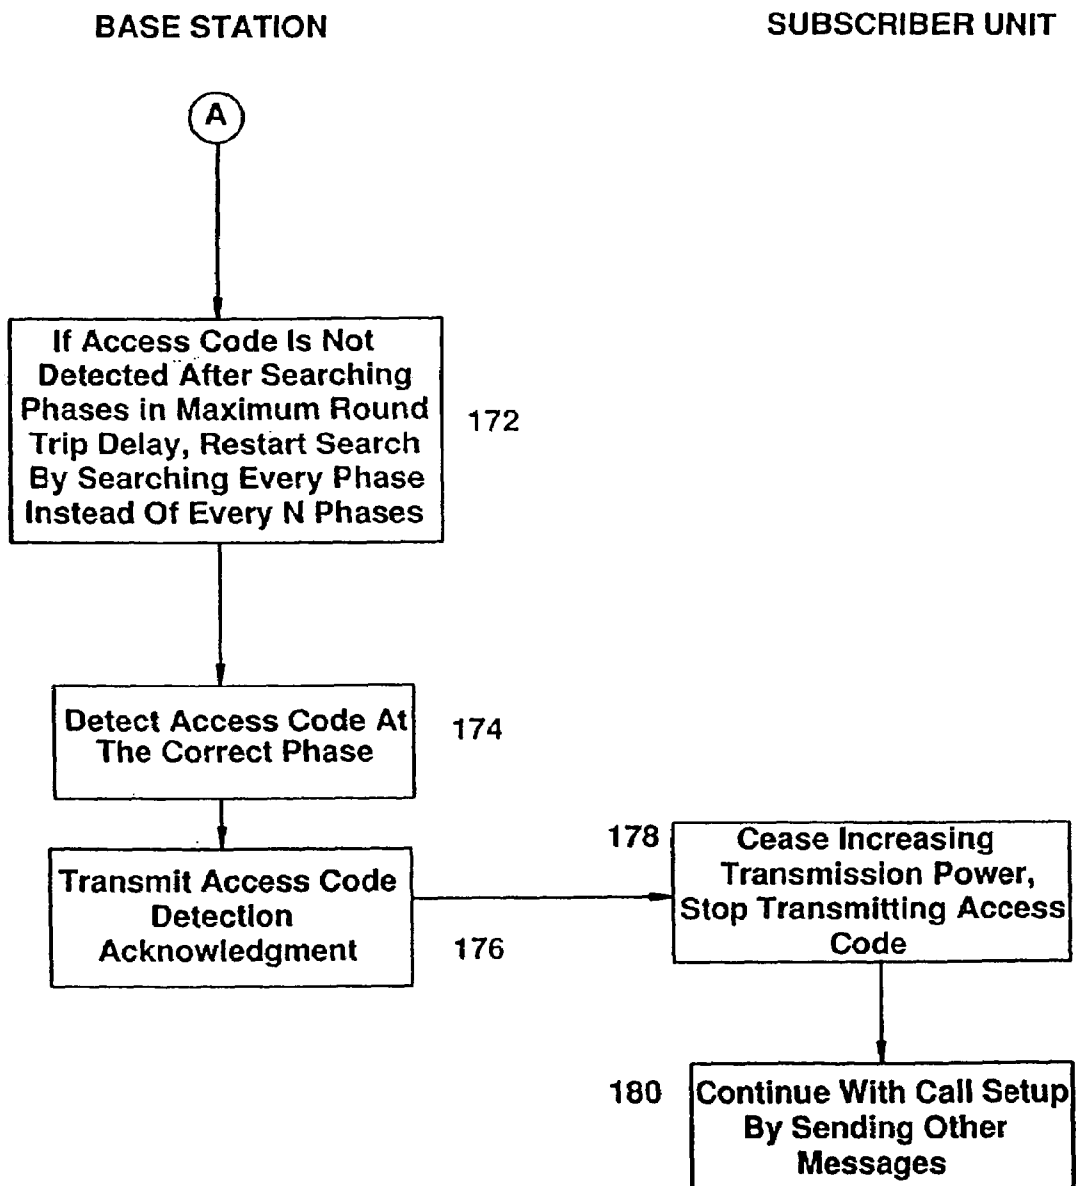 BASE STATION
SUBSCRIBER UNIT
A
If Access Code Is Not
Detected After Searching
Phases in Maximum Round
Trip Delay, Restart Search
By Searching Every Phase
Instead Of Every N Phases
172
Detect Access Code At
The Correct Phase
174
Transmit Access Code
Detection
Acknowledgment
176
178
Cease Increasing
Transmission Power,
Stop Transmitting Access
Code
180
Continue With Call Setup
By Sending Other
Messages